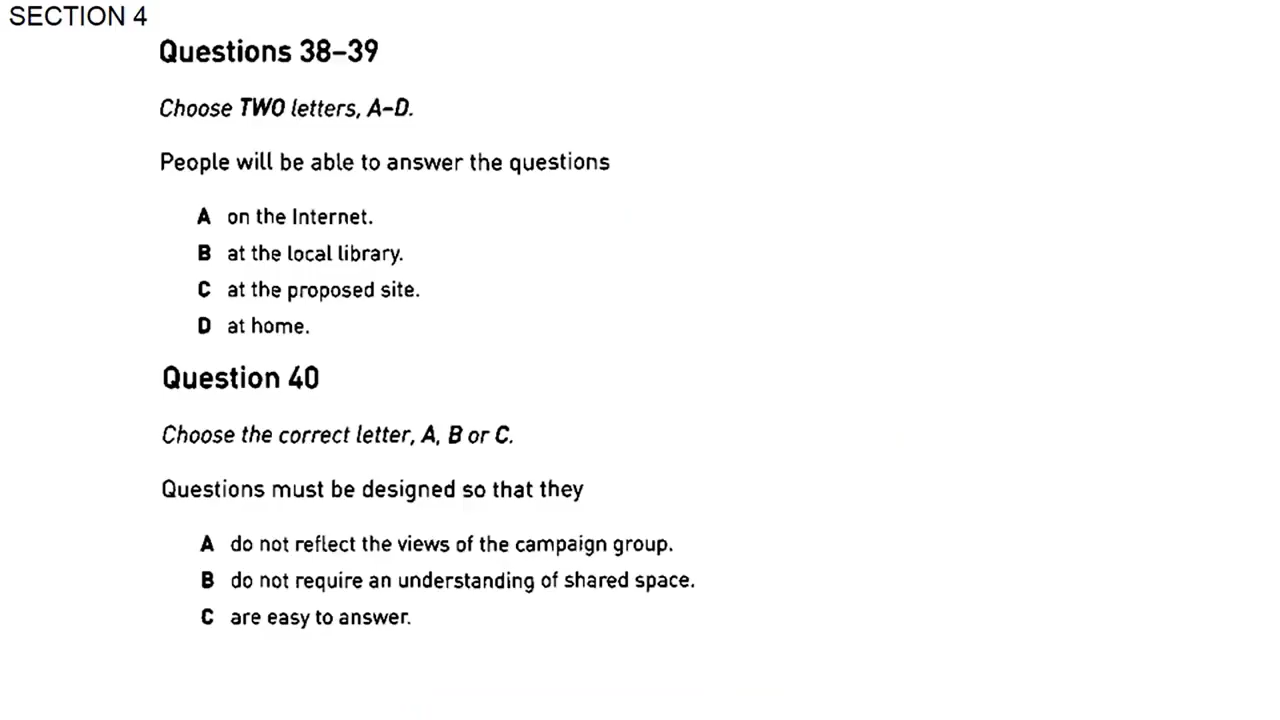 SECTION 4
Questions 38–39
Choose TWO letters, A–D.
People will be able to answer the questions
A on the Internet.
B at the local library.
C at the proposed site.
D at home.
Question 40
Choose the correct letter, A, B or C.
Questions must be designed so that they
A do not reflect the views of the campaign group.
B do not require an understanding of shared space.
C are easy to answer.